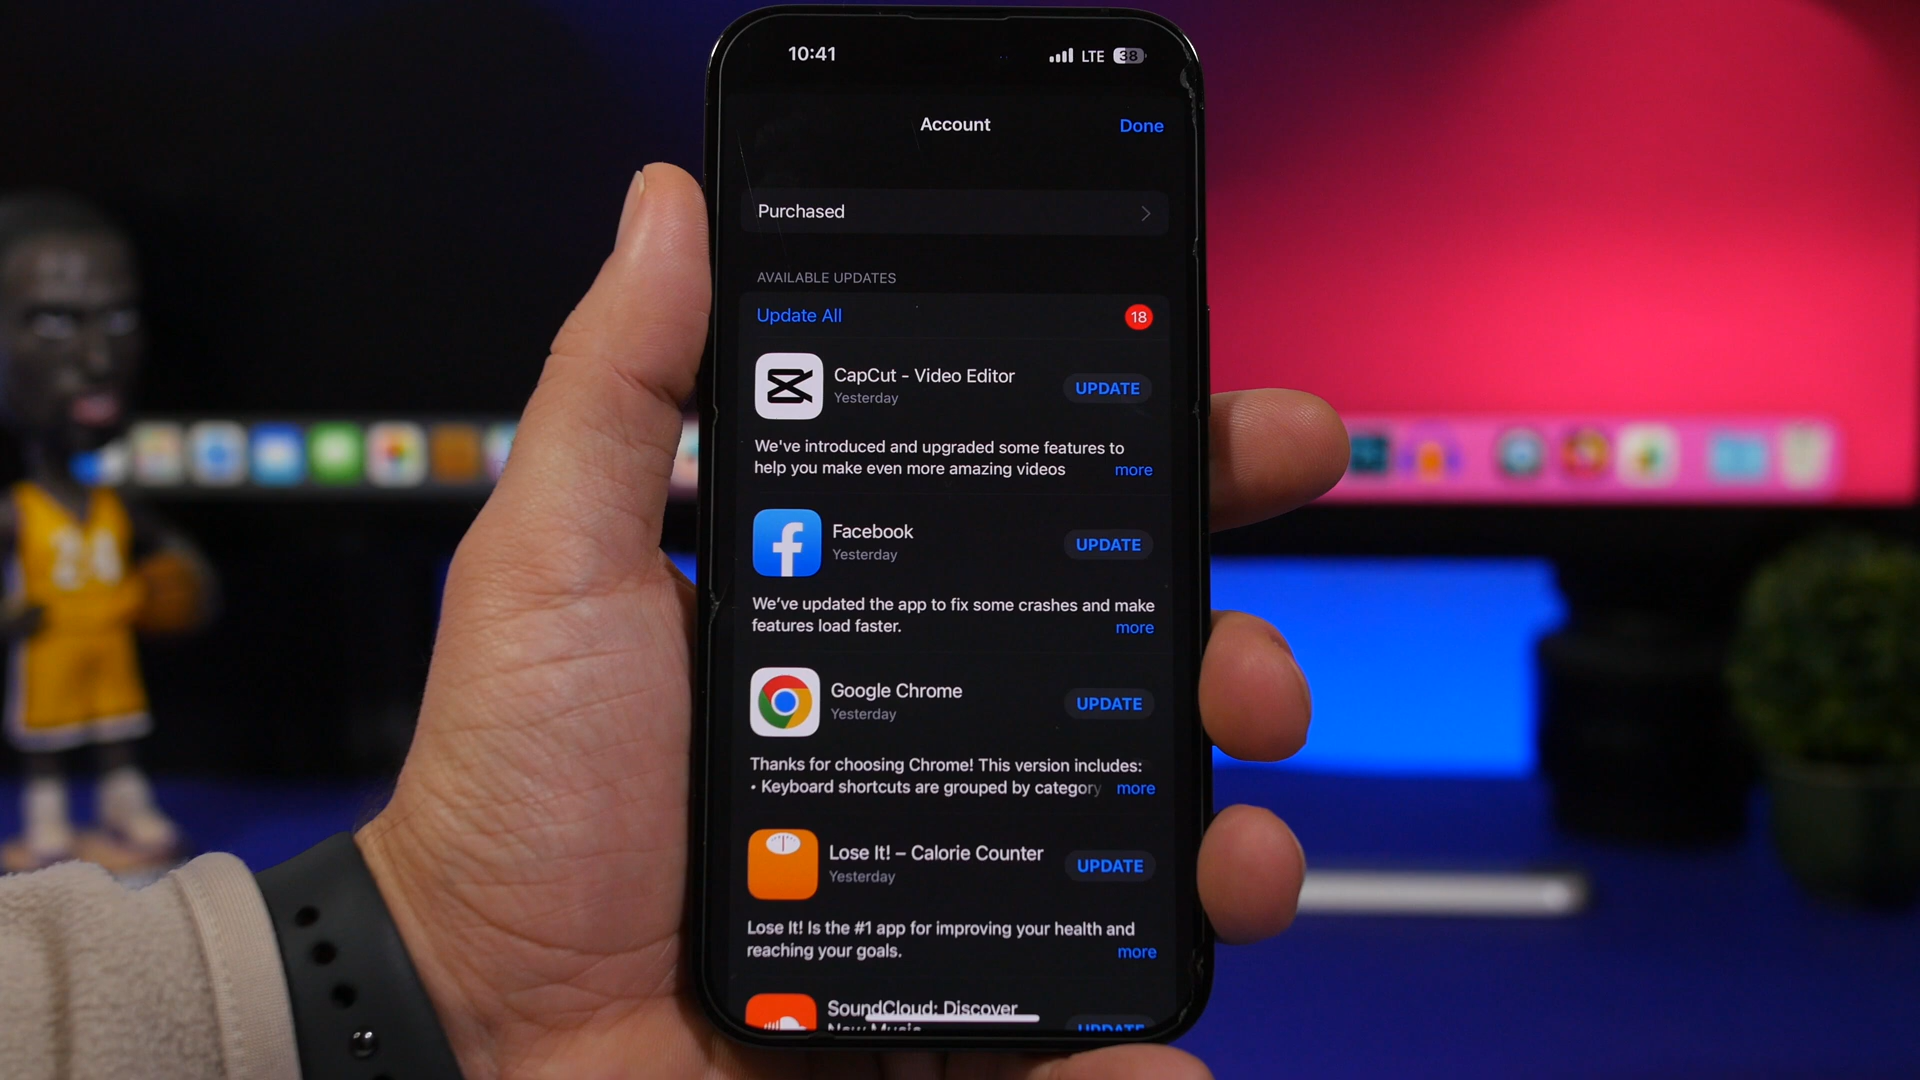 10:41
LTE 38
Account
Done
Purchased
AVAILABLE UPDATES
Update All
18
CapCut - Video Editor
Yesterday
UPDATE
We've introduced and upgraded some features to
help you make even more amazing videos more
Facebook
Yesterday
UPDATE
We’ve updated the app to fix some crashes and make
features load faster. more
Google Chrome
Yesterday
UPDATE
Thanks for choosing Chrome! This version includes:
• Keyboard shortcuts are grouped by category more
Lose It! – Calorie Counter
Yesterday
UPDATE
Lose It! Is the #1 app for improving your health and
reaching your goals. more
SoundCloud: Discover
New Music
UPDATE
24